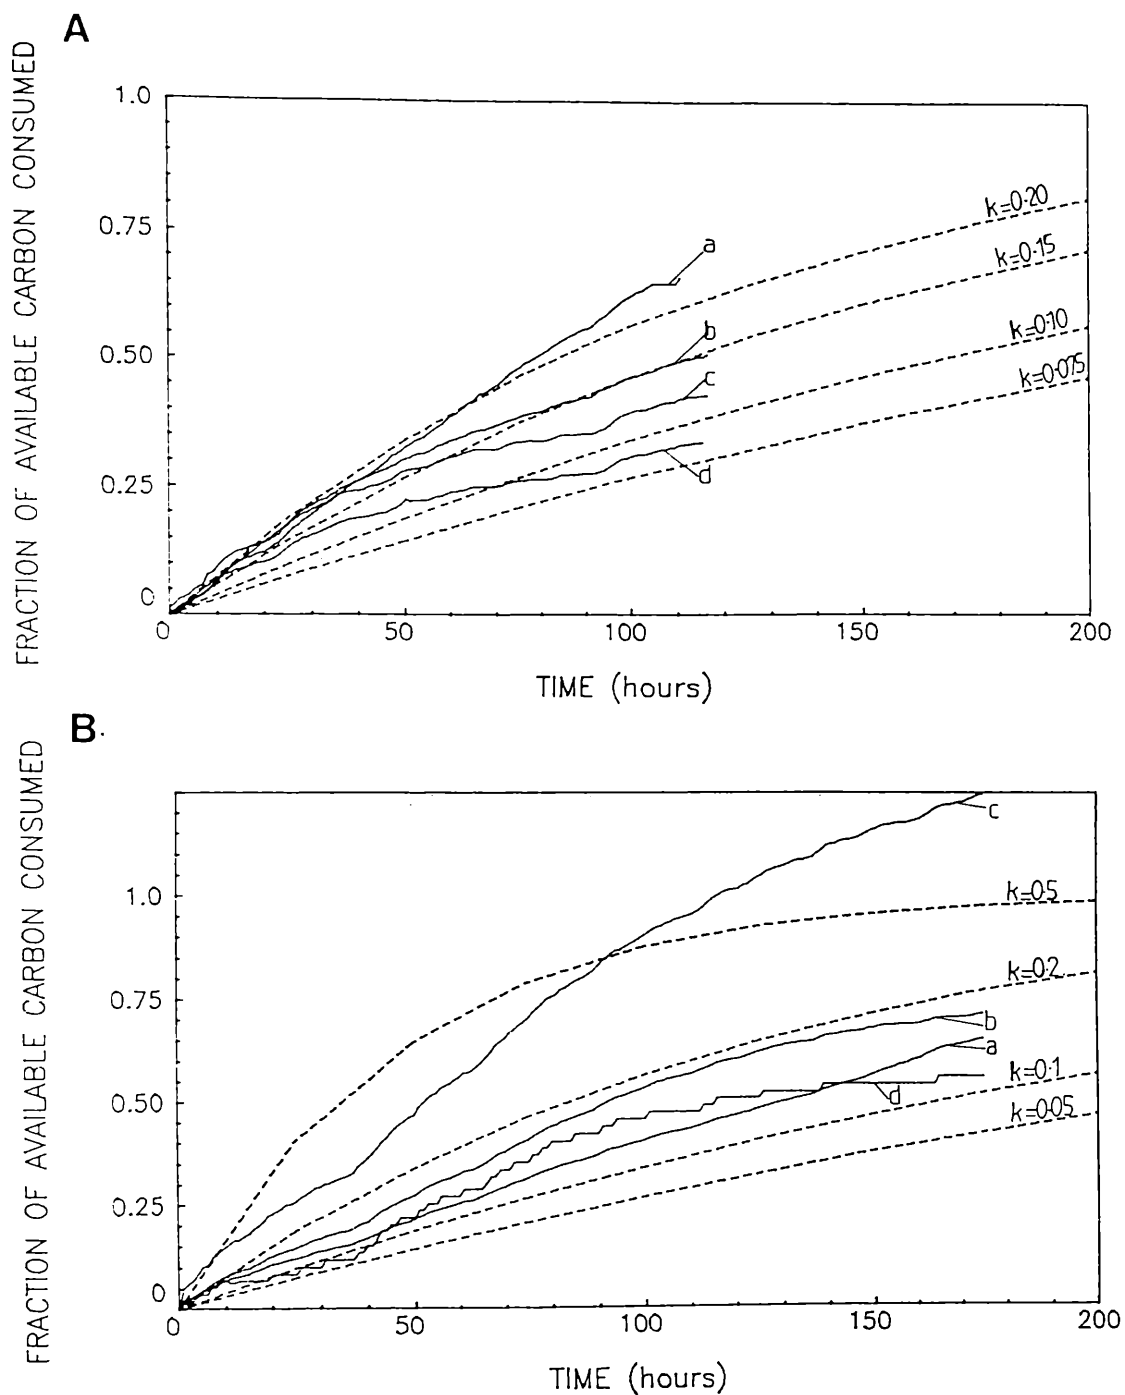 A
FRACTION OF AVAILABLE CARBON CONSUMED
1.0
0.75
0.50
0.25
0
k=0.20
k=0.15
k=0.10
k=0.075
a
b
c
d
0 50 100 150 200
TIME (hours)
B.
FRACTION OF AVAILABLE CARBON CONSUMED
1.0
0.75
0.50
0.25
0
c
k=0.5
k=0.2
b
a
k=0.1
d
k=0.05
0 50 100 150 200
TIME (hours)